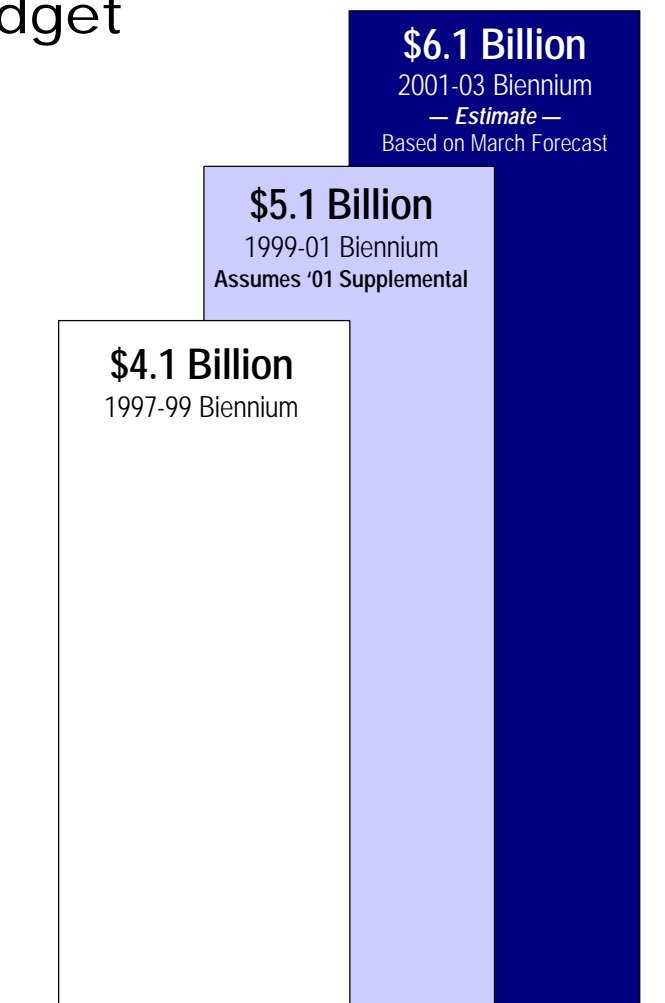 dget
$6.1 Billion
2001-03 Biennium
— Estimate —
Based on March Forecast
$5.1 Billion
1999-01 Biennium
Assumes ‘01 Supplemental
$4.1 Billion
1997-99 Biennium